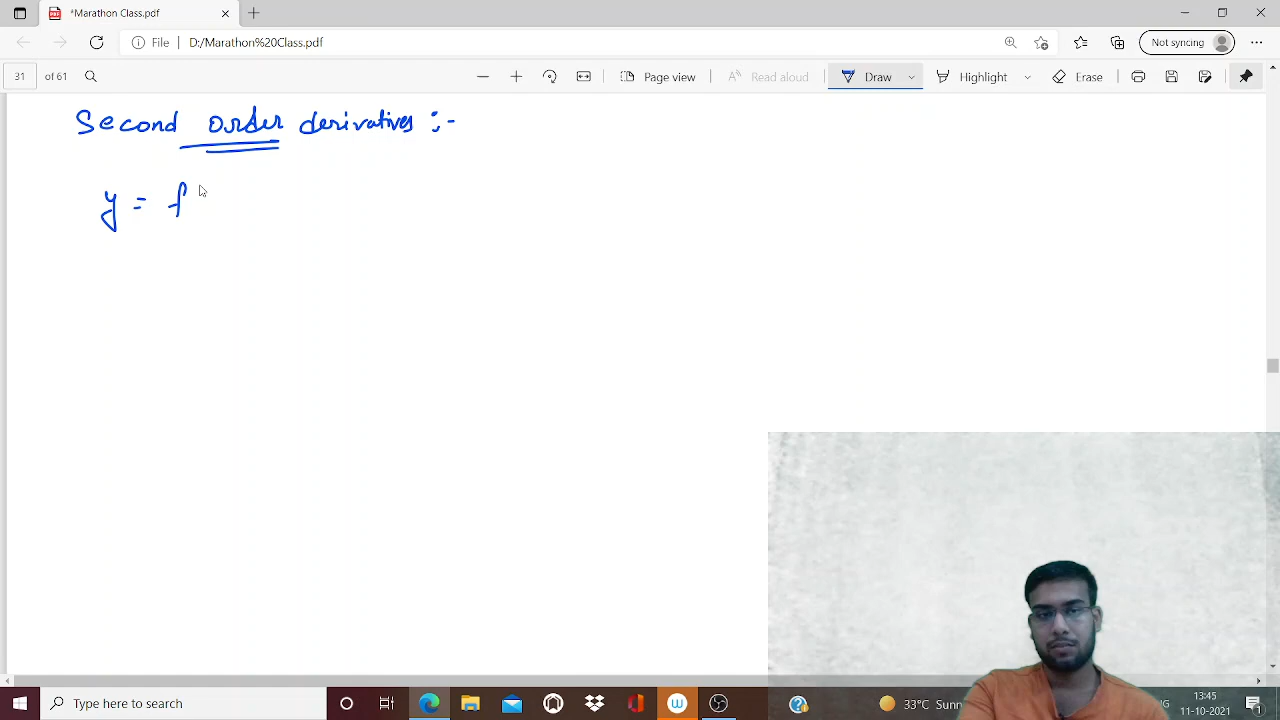 *Marathon Class.pdf
File D:/Marathon%20Class.pdf Not syncing
31 of 61 Page view Read aloud Draw Highlight Erase
Second order derivatives :-
y = f
Type here to search 33°C Sunn NG 13:45
11-10-2021